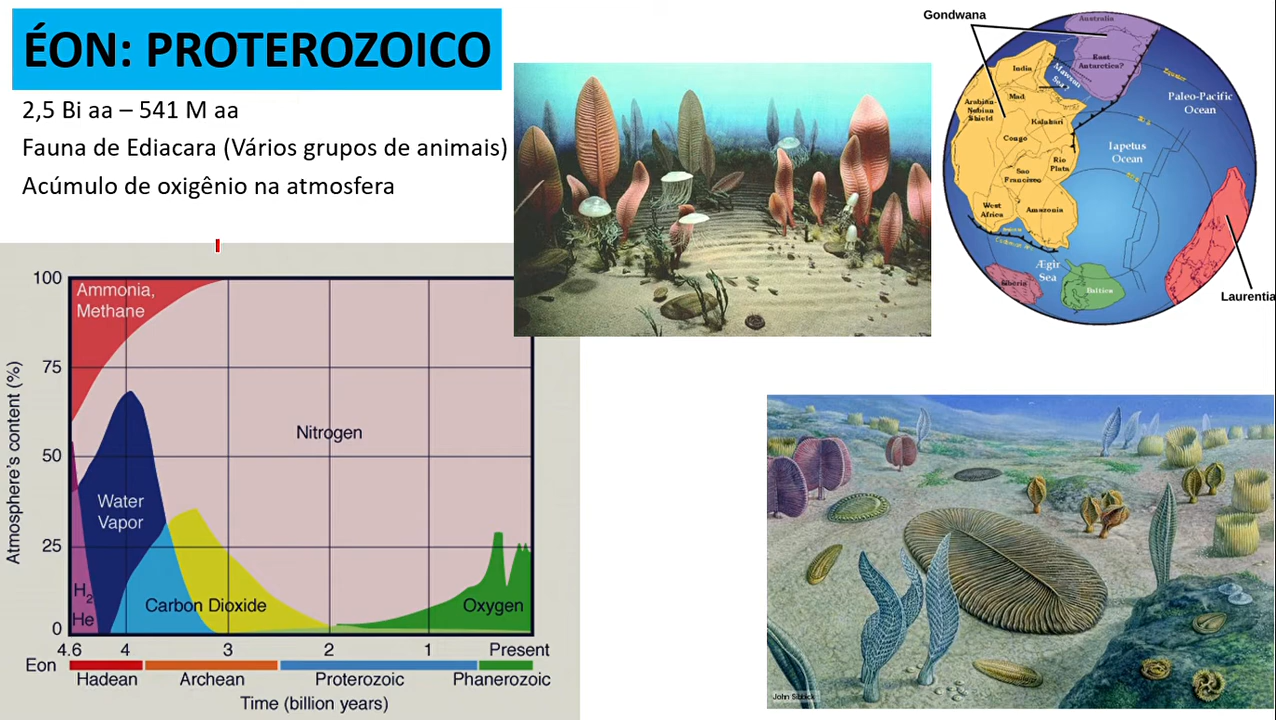 ÉON: PROTEROZOICO
2,5 Bi aa – 541 M aa
Fauna de Ediacara (Vários grupos de animais)
Acúmulo de oxigênio na atmosfera
Gondwana
Australia
East
Antarctica?
India
Mawson
Sea
Mad
Arabian-
Nubian
Shield
Kalahari
Congo
Rio
Plata
Sao
Francisco
West
Africa
Amazonia
Equator
Paleo-Pacific
Ocean
Iapetus
Ocean
Ægir
Sea
Siberia
Baltica
Laurentia
100
75
50
25
0
Atmosphere's content (%)
Ammonia,
Methane
Nitrogen
Water
Vapor
H2
He
Carbon Dioxide
Oxygen
4.6 4 3 2 1 Present
Eon
Hadean Archean Proterozoic Phanerozoic
Time (billion years)
John Sibbick